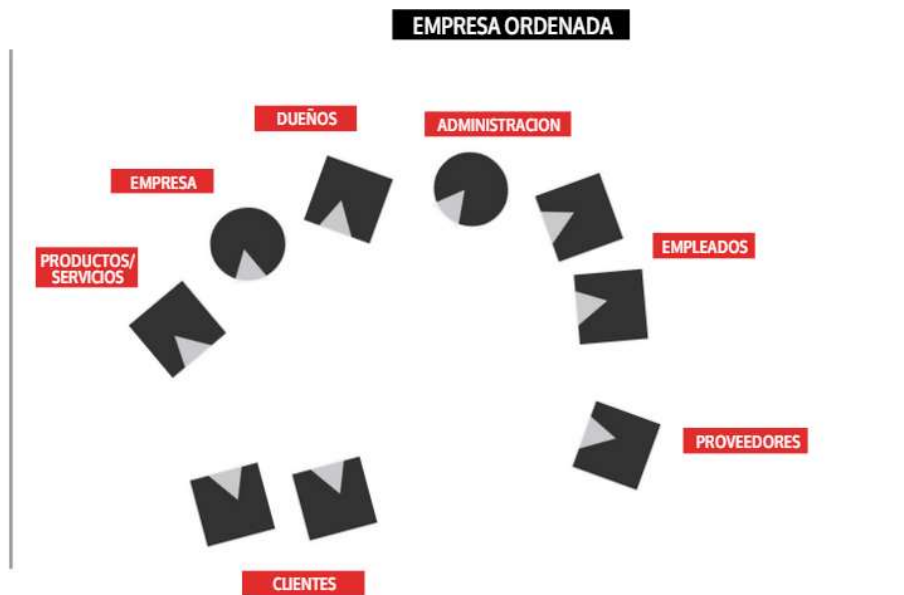 EMPRESA ORDENADA
DUEÑOS
ADMINISTRACION
EMPRESA
EMPLEADOS
PRODUCTOS/
SERVICIOS
PROVEEDORES
CLIENTES